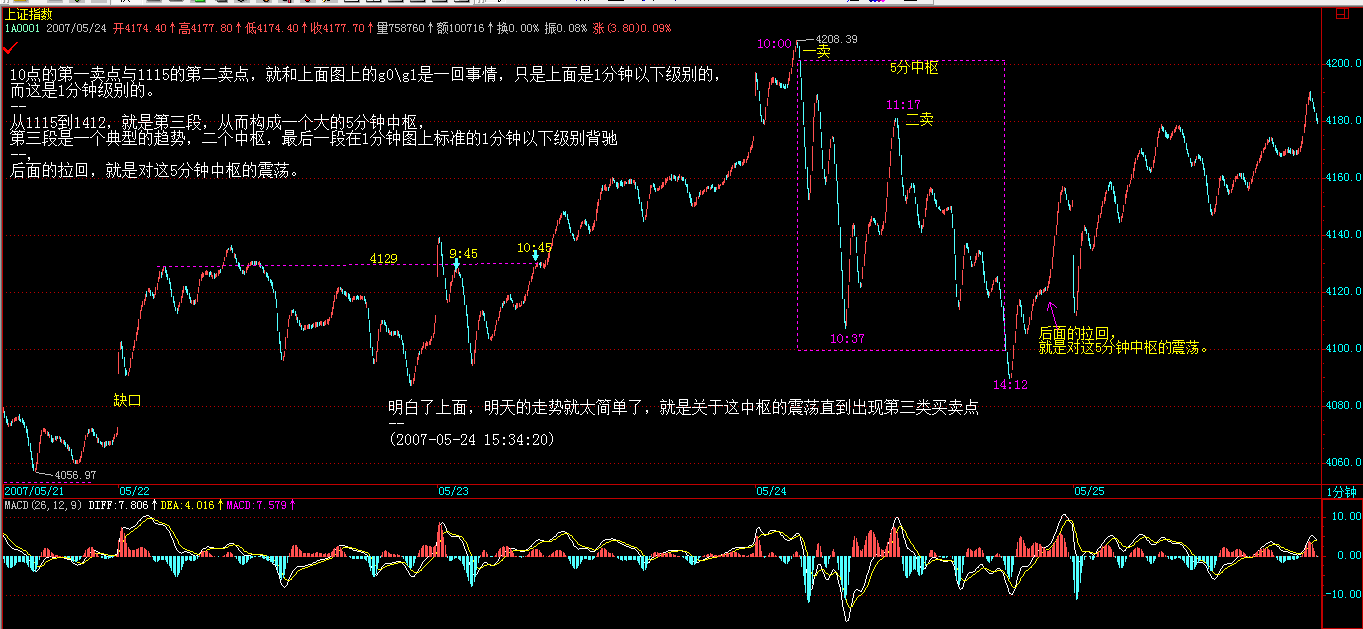 上证指数
1A0001 2007/05/24 开4174.40↑高4177.80↑低4174.40↑收4177.70↑量758760↑额100716↑换0.00% 振0.08% 涨(3.80)0.09%
10点的第一卖点与1115的第二卖点，就和上面图上的g0\g1是一回事情，只是上面是1分钟以下级别的，
而这是1分钟级别的。
--
从1115到1412，就是第三段，从而构成一个大的5分钟中枢，
第三段是一个典型的趋势，二个中枢，最后一段在1分钟图上标准的1分钟以下级别背驰
--，
后面的拉回，就是对这5分钟中枢的震荡。
10:00
4208.39
一卖
5分中枢
11:17
二卖
4129
9:45
10:45
10:37
后面的拉回，
就是对这5分钟中枢的震荡。
14:12
缺口
明白了上面，明天的走势就太简单了，就是关于这中枢的震荡直到出现第三类买卖点
--
(2007-05-24 15:34:20)
4056.97
4200.0
4180.0
4160.0
4140.0
4120.0
4100.0
4080.0
4060.0
2007/05/21 05/22 05/23 05/24 05/25 1分钟
MACD(26,12,9) DIFF:7.806↑DEA:4.016↑MACD:7.579↑
10.00
0.00
-10.00